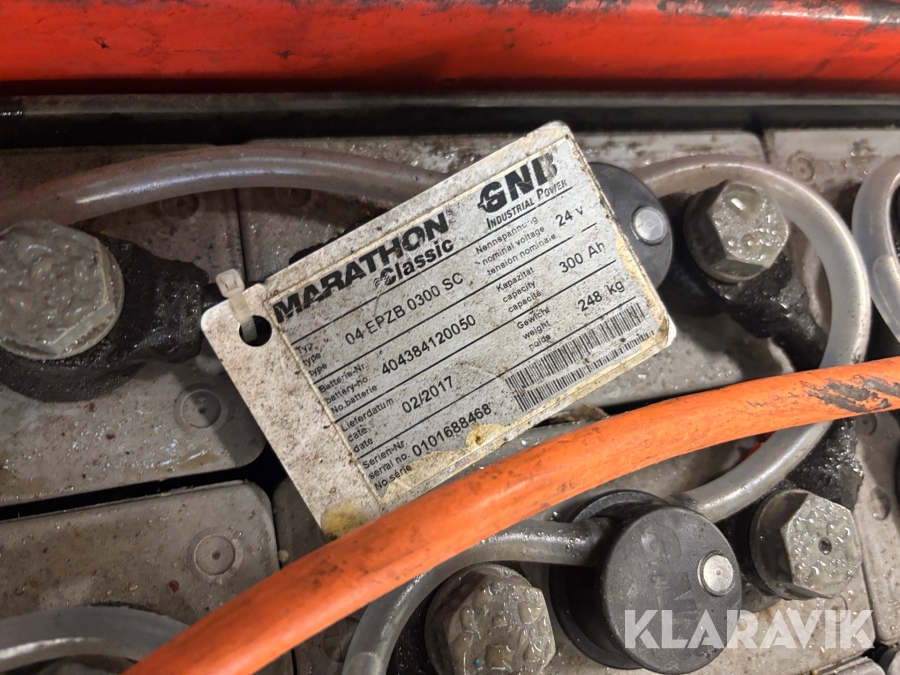 MARATHON
Classic
GNB
INDUSTRIAL POWER
Typ
type
04 EPZB 0300 SC
Nennspannung
nominal voltage
tension nominale
24 V
Batterie-Nr
battery-no.
No.batterie
404384120050
Kapazität
capacity
capacité
300 Ah
Lieferdatum
date
date
02/2017
Gewicht
weight
poids
248 kg
Serien-Nr
serial no.
No.série
0101688468
KLARAVIK